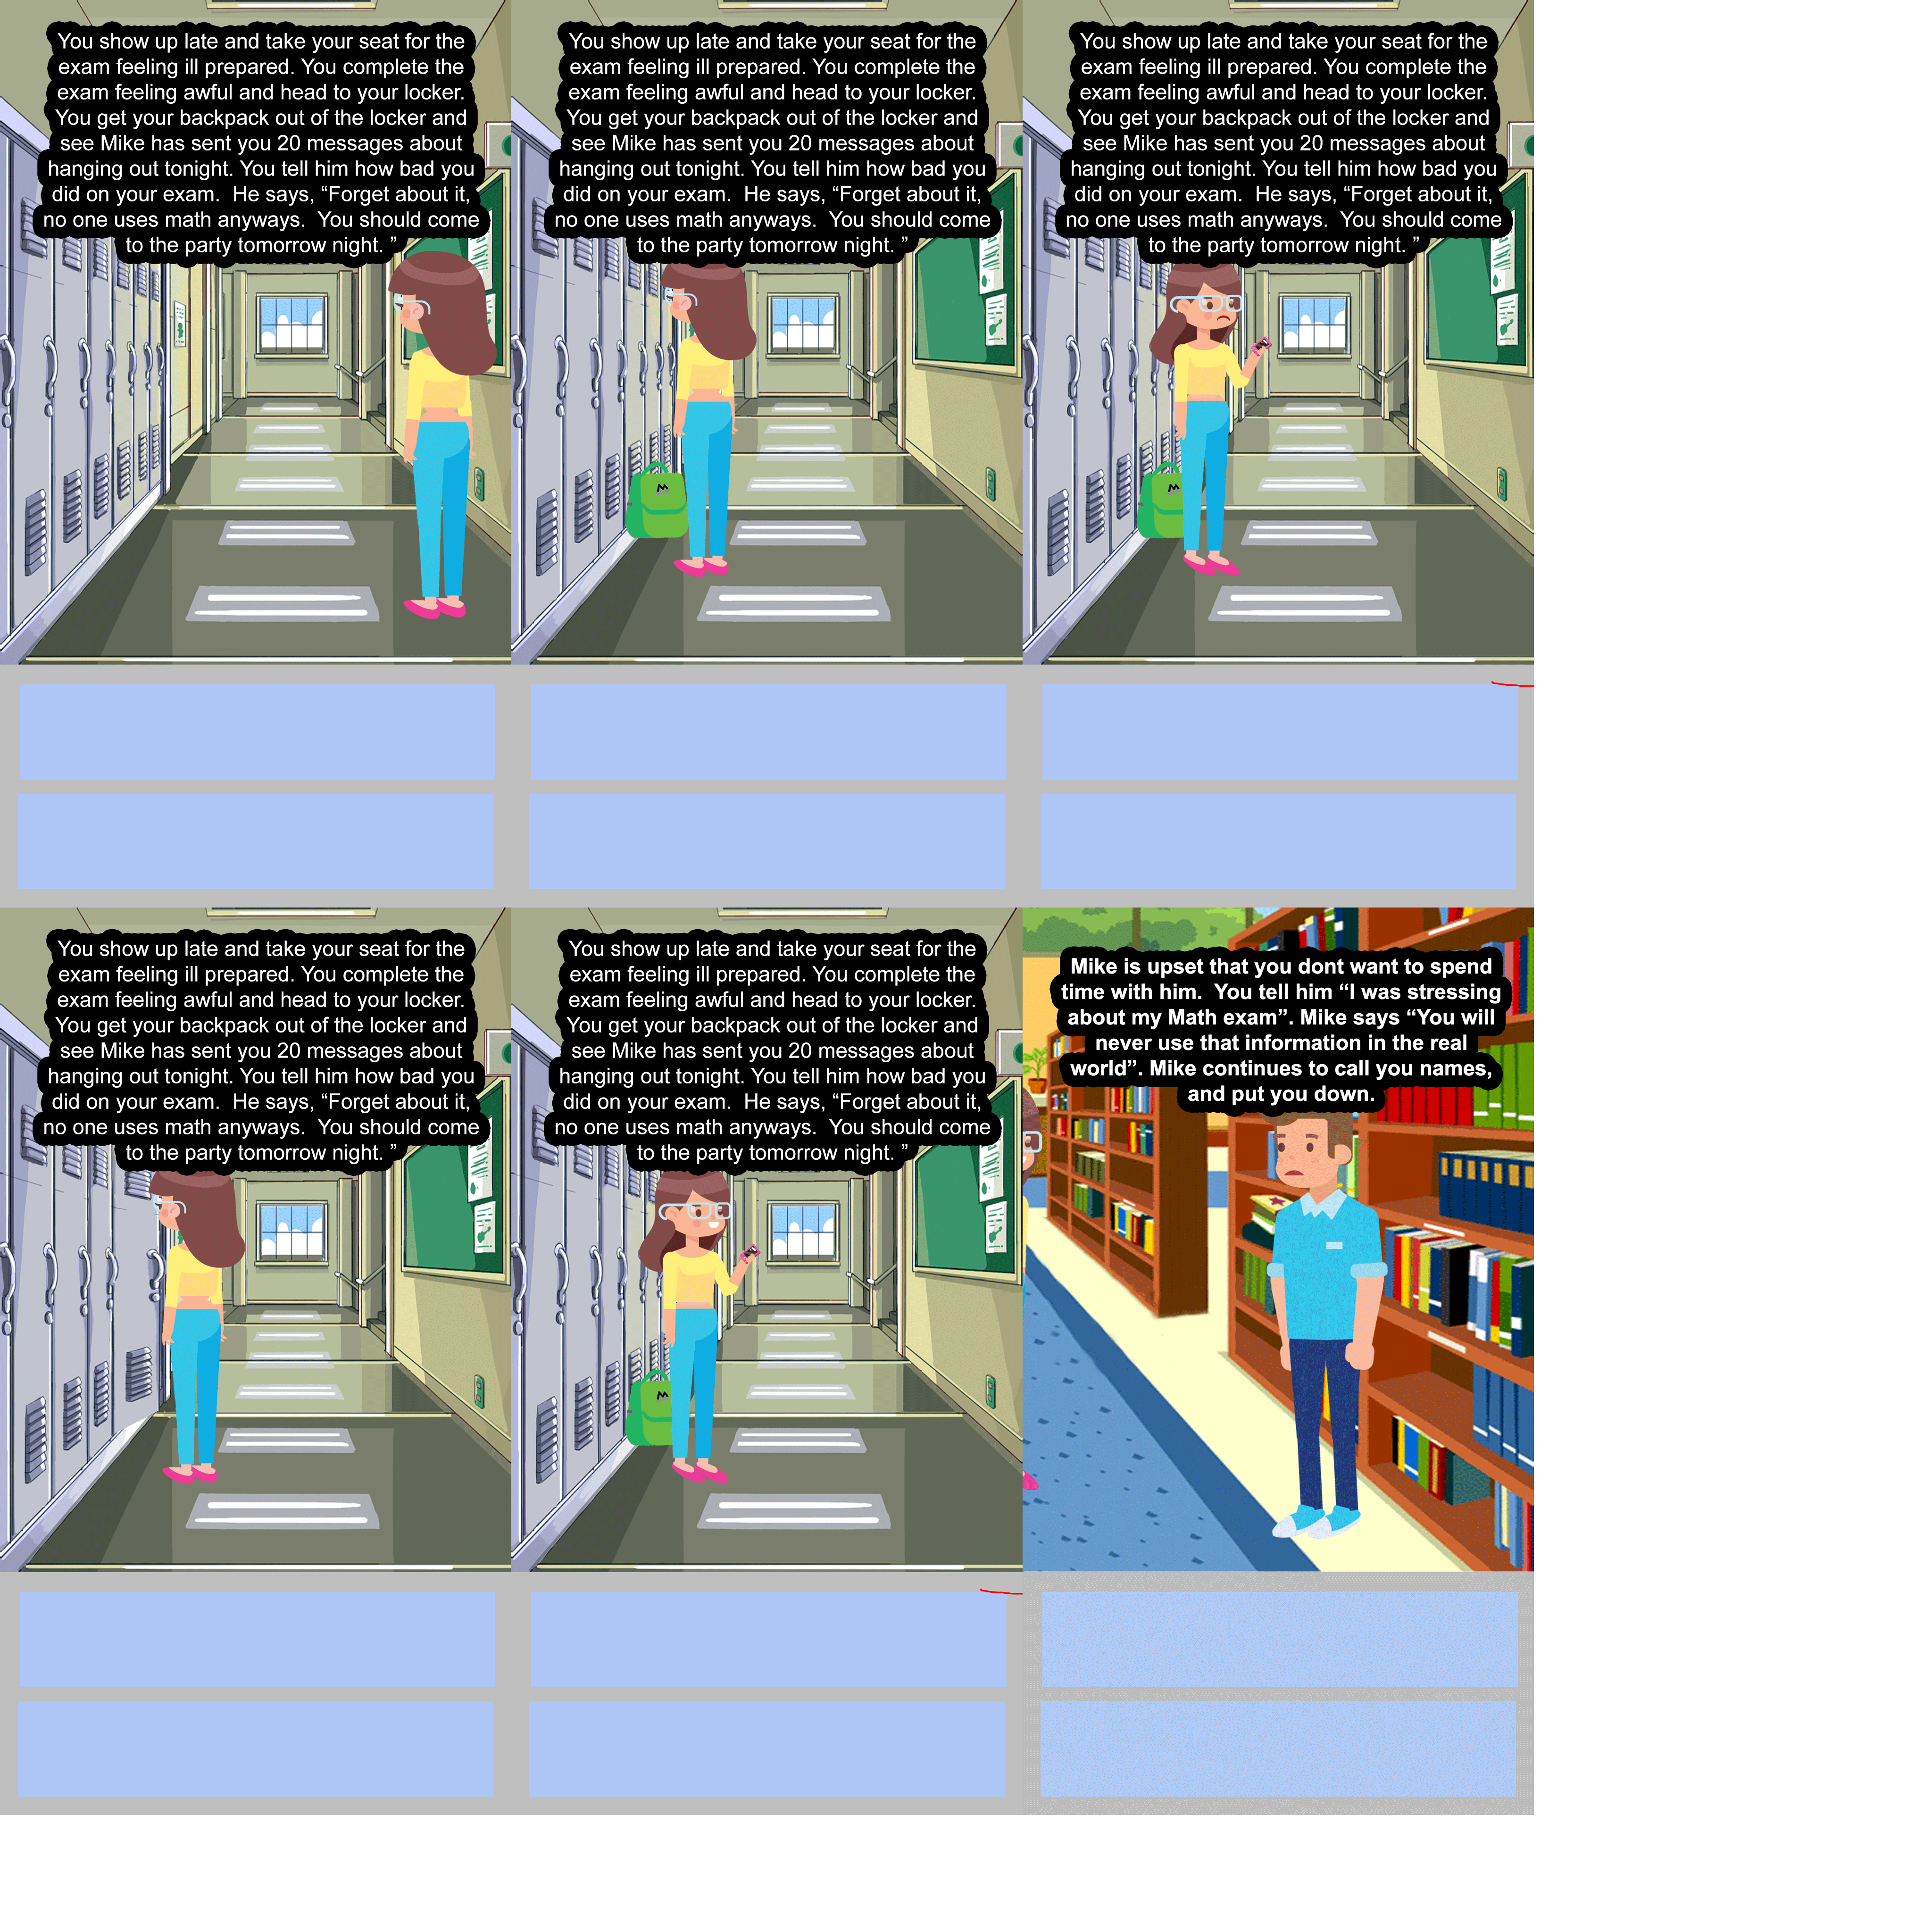 You show up late and take your seat for the
exam feeling ill prepared. You complete the
exam feeling awful and head to your locker.
You get your backpack out of the locker and
see Mike has sent you 20 messages about
hanging out tonight. You tell him how bad you
did on your exam.  He says, “Forget about it,
no one uses math anyways.  You should come
to the party tomorrow night. ”
You show up late and take your seat for the
exam feeling ill prepared. You complete the
exam feeling awful and head to your locker.
You get your backpack out of the locker and
see Mike has sent you 20 messages about
hanging out tonight. You tell him how bad you
did on your exam.  He says, “Forget about it,
no one uses math anyways.  You should come
to the party tomorrow night. ”
You show up late and take your seat for the
exam feeling ill prepared. You complete the
exam feeling awful and head to your locker.
You get your backpack out of the locker and
see Mike has sent you 20 messages about
hanging out tonight. You tell him how bad you
did on your exam.  He says, “Forget about it,
no one uses math anyways.  You should come
to the party tomorrow night. ”
You show up late and take your seat for the
exam feeling ill prepared. You complete the
exam feeling awful and head to your locker.
You get your backpack out of the locker and
see Mike has sent you 20 messages about
hanging out tonight. You tell him how bad you
did on your exam.  He says, “Forget about it,
no one uses math anyways.  You should come
to the party tomorrow night. ”
You show up late and take your seat for the
exam feeling ill prepared. You complete the
exam feeling awful and head to your locker.
You get your backpack out of the locker and
see Mike has sent you 20 messages about
hanging out tonight. You tell him how bad you
did on your exam.  He says, “Forget about it,
no one uses math anyways.  You should come
to the party tomorrow night. ”
Mike is upset that you dont want to spend
time with him.  You tell him “I was stressing
about my Math exam”. Mike says “You will
never use that information in the real
world”. Mike continues to call you names,
and put you down.